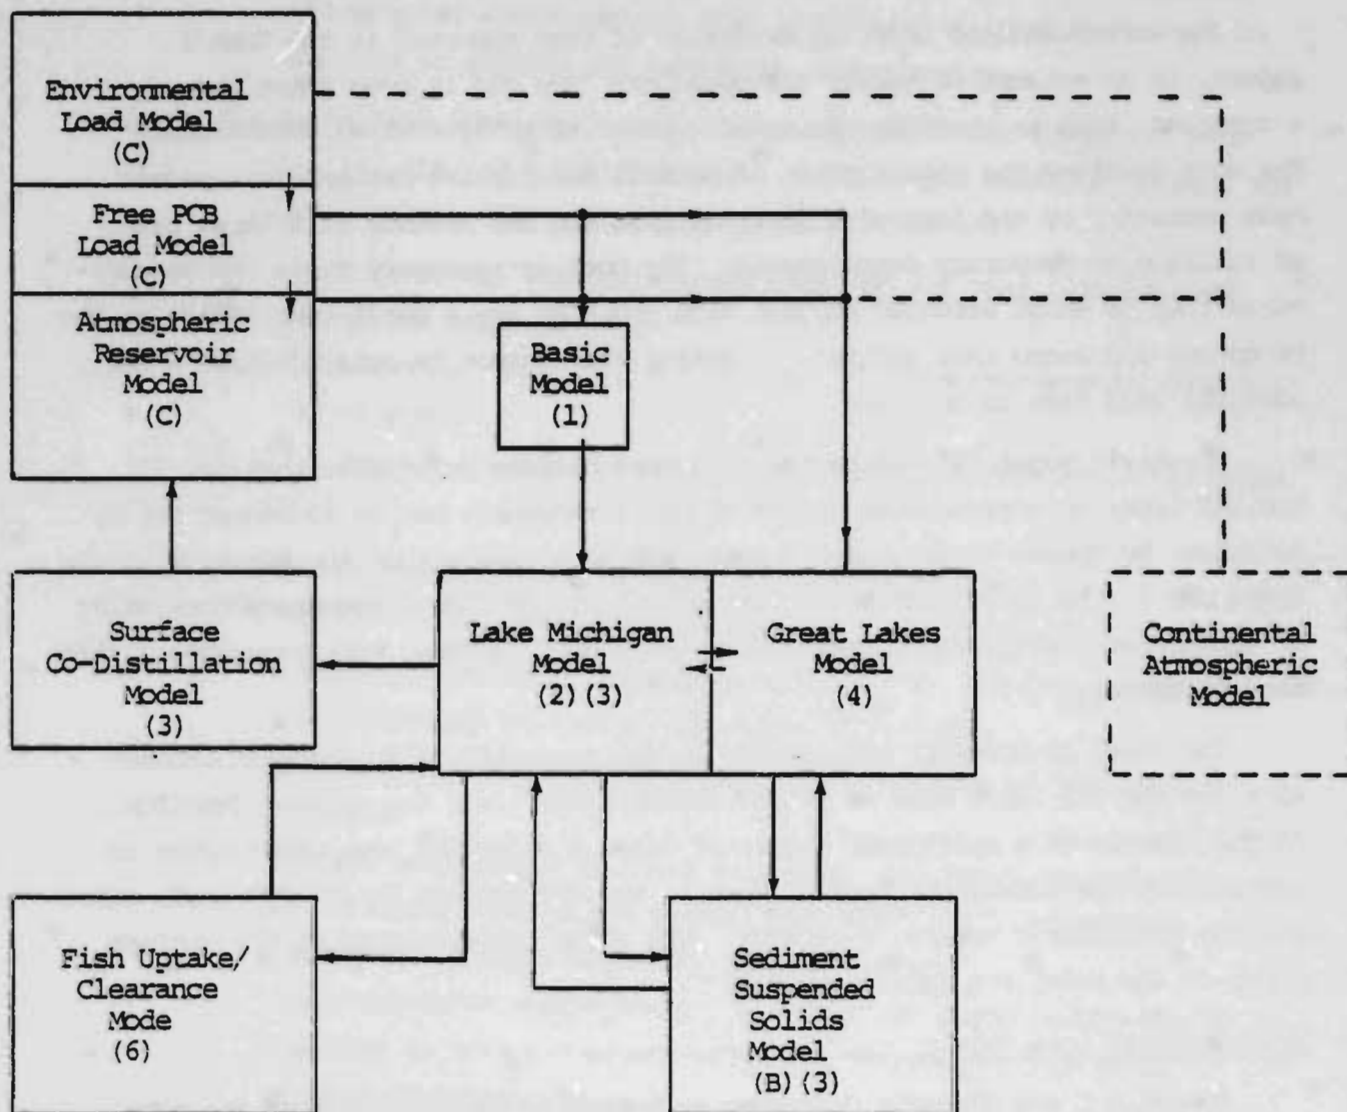 Environmental
Load Model
(C)
Free PCB
Load Model
(C)
Atmospheric
Reservoir
Model
(C)
Basic
Model
(1)
Surface
Co-Distillation
Model
(3)
Lake Michigan
Model
(2)(3)
Great Lakes
Model
(4)
Continental
Atmospheric
Model
Fish Uptake/
Clearance
Mode
(6)
Sediment
Suspended
Solids
Model
(B)(3)